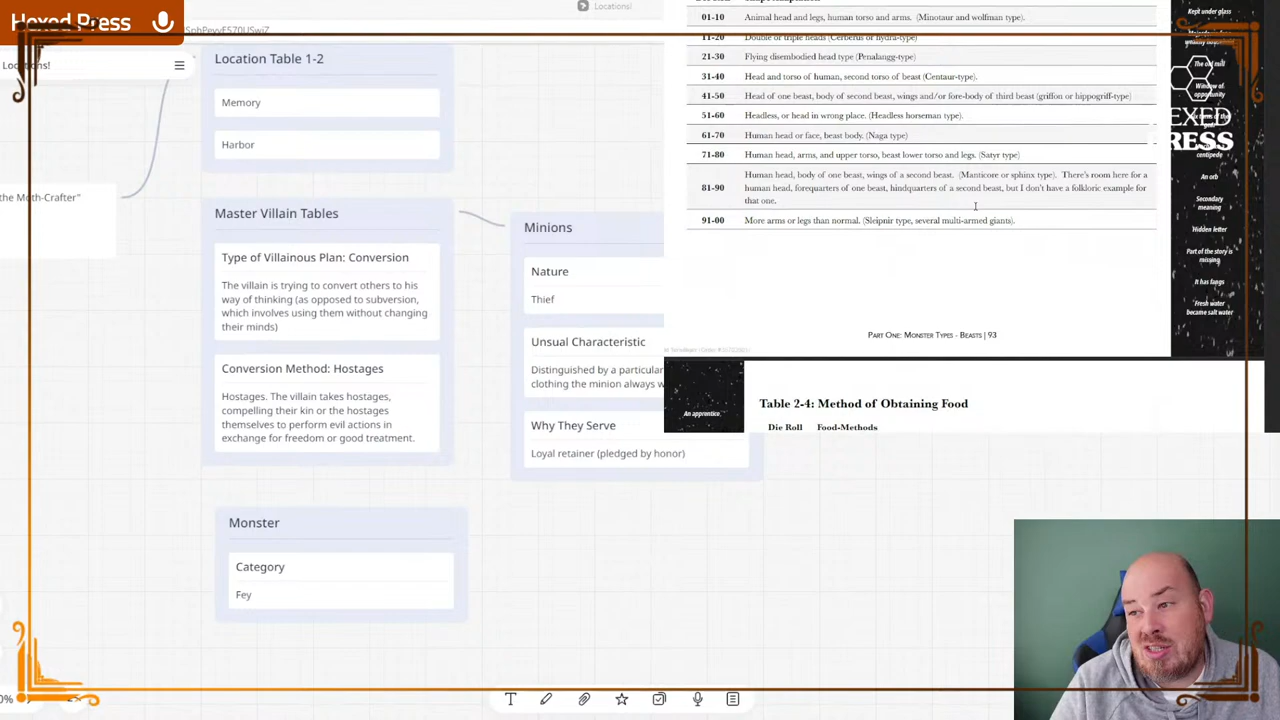 Hexed Press
SphPeyvE570USwiZ
Locations!
Locations!
the Moth-Crafter"
Location Table 1-2
Memory
Harbor
Master Villain Tables
Type of Villainous Plan: Conversion
The villain is trying to convert others to his
way of thinking (as opposed to subversion,
which involves using them without changing
their minds)
Conversion Method: Hostages
Hostages. The villain takes hostages,
compelling their kin or the hostages
themselves to perform evil actions in
exchange for freedom or good treatment.
Monster
Category
Fey
Minions
Nature
Thief
Unsual Characteristic
Distinguished by a particular
clothing the minion always w
Why They Serve
Loyal retainer (pledged by honor)
01-10 Animal head and legs, human torso and arms. (Minotaur and wolfman type).
11-20 Double or triple heads (Cerberus or hydra-type)
21-30 Flying disembodied head type (Penalangg-type)
31-40 Head and torso of human, second torso of beast (Centaur-type).
41-50 Head of one beast, body of second beast, wings and/or fore-body of third beast (griffon or hippogriff-type)
51-60 Headless, or head in wrong place. (Headless horseman type).
61-70 Human head or face, beast body. (Naga type)
71-80 Human head, arms, and upper torso, beast lower torso and legs. (Satyr type)
Human head, body of one beast, wings of a second beast. (Manticore or sphinx type). There's room here for a
81-90 human head, forequarters of one beast, hindquarters of a second beast, but I don't have a folkloric example for
that one.
91-00 More arms or legs than normal. (Sleipnir type, several multi-armed giants).
Part One: Monster Types - Beasts | 93
An apprentice
Table 2-4: Method of Obtaining Food
Die Roll Food-Methods
Kept under glass
The old mill
Window of
opportunity
EXED
PRESS
centipede
An orb
Secondary
meaning
Hidden letter
Part of the story is
missing
It has fangs
Fresh water
became salt water